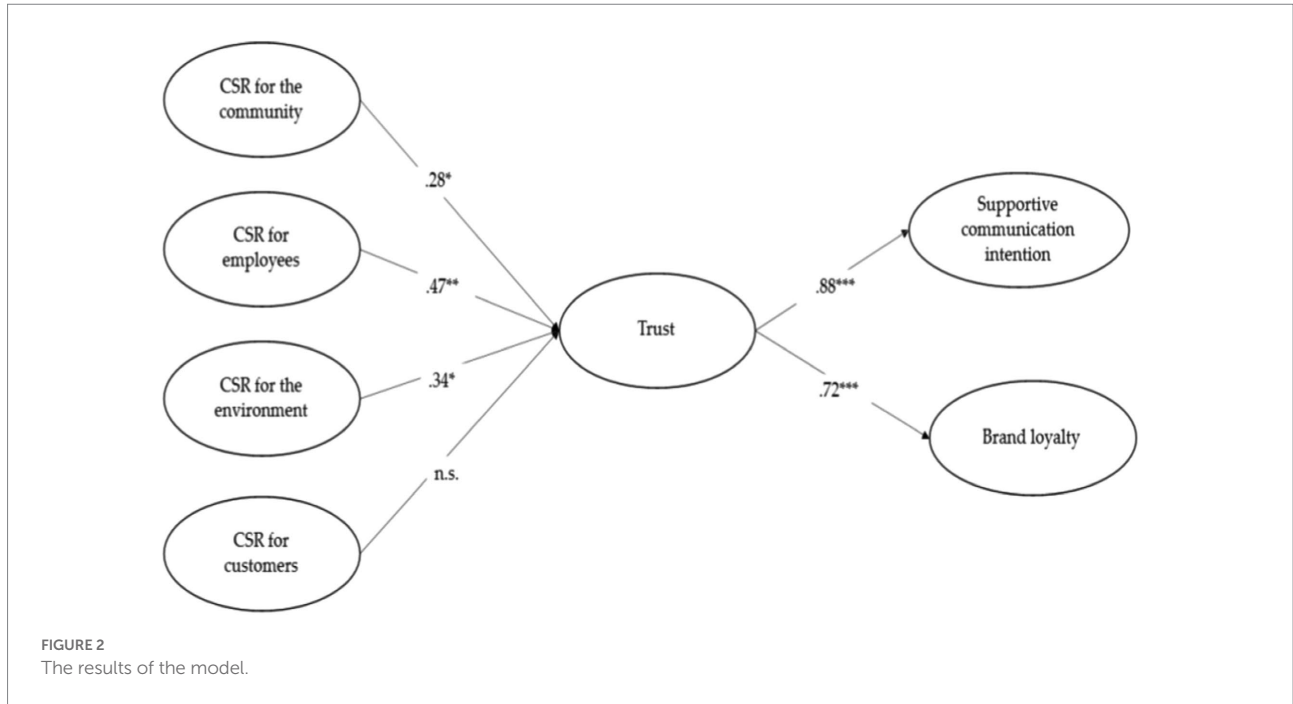 CSR for the
community
.28*
CSR for
employees
.47**
CSR for the
environment
.34*
CSR for
customers
n.s.
Trust
.88***
Supportive
communication
intention
.72***
Brand loyalty
FIGURE 2
The results of the model.